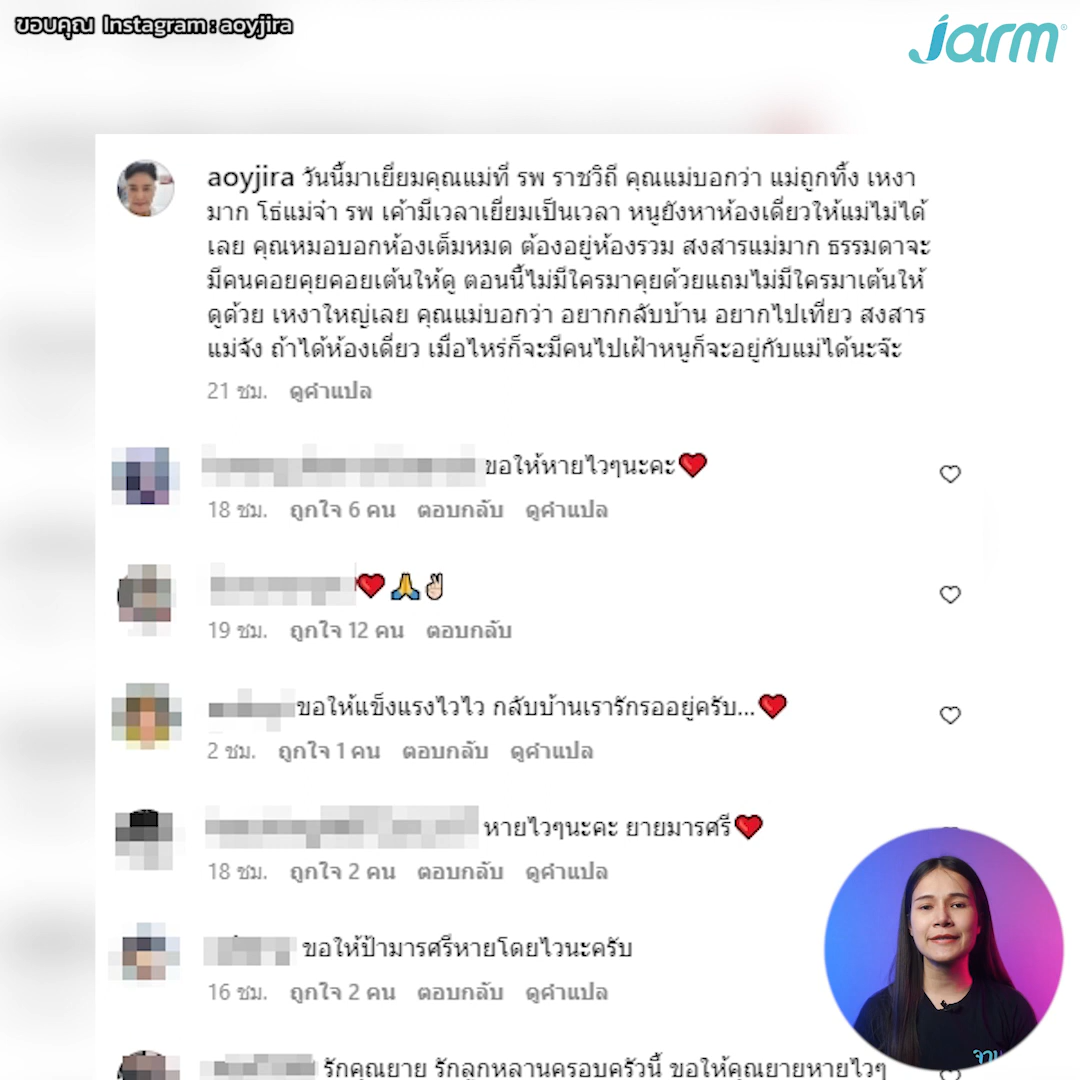 ขอบคุณ Instagram : aoyjira
jarm
aoyjira วันนี้มาเยี่ยมคุณแม่ที่ รพ ราชวิถี คุณแม่บอกว่า แม่ถูกทิ้ง เหงา
มาก โธ่แม่จ๋า รพ เค้ามีเวลาเยี่ยมเป็นเวลา หนูยังหาห้องเดี่ยวให้แม่ไม่ได้
เลย คุณหมอบอกห้องเต็มหมด ต้องอยู่ห้องรวม สงสารแม่มาก ธรรมดาจะ
มีคนคอยคุยคอยเต้นให้ดู ตอนนี้ไม่มีใครมาคุยด้วยแถมไม่มีใครมาเต้นให้
ดูด้วย เหงาใหญ่เลย คุณแม่บอกว่า อยากกลับบ้าน อยากไปเที่ยว สงสาร
แม่จัง ถ้าได้ห้องเดี่ยว เมื่อไหร่ก็จะมีคนไปเฝ้าหนูก็จะอยู่กับแม่ได้นะจ๊ะ
21 ชม. ดูคำแปล
ขอให้หายไวๆนะคะ❤️
18 ชม. ถูกใจ 6 คน ตอบกลับ ดูคำแปล
❤️🙏✌🏻
19 ชม. ถูกใจ 12 คน ตอบกลับ
ขอให้แข็งแรงไวไว กลับบ้านเรารักรออยู่ครับ...❤️
2 ชม. ถูกใจ 1 คน ตอบกลับ ดูคำแปล
หายไวๆนะคะ ยายมารศรี❤️
18 ชม. ถูกใจ 2 คน ตอบกลับ ดูคำแปล
ขอให้ป้ามารศรีหายโดยไวนะครับ
16 ชม. ถูกใจ 2 คน ตอบกลับ ดูคำแปล
รักคุณยาย รักลูกหลานครอบครัวนี้ ขอให้คุณยายหายไวๆ